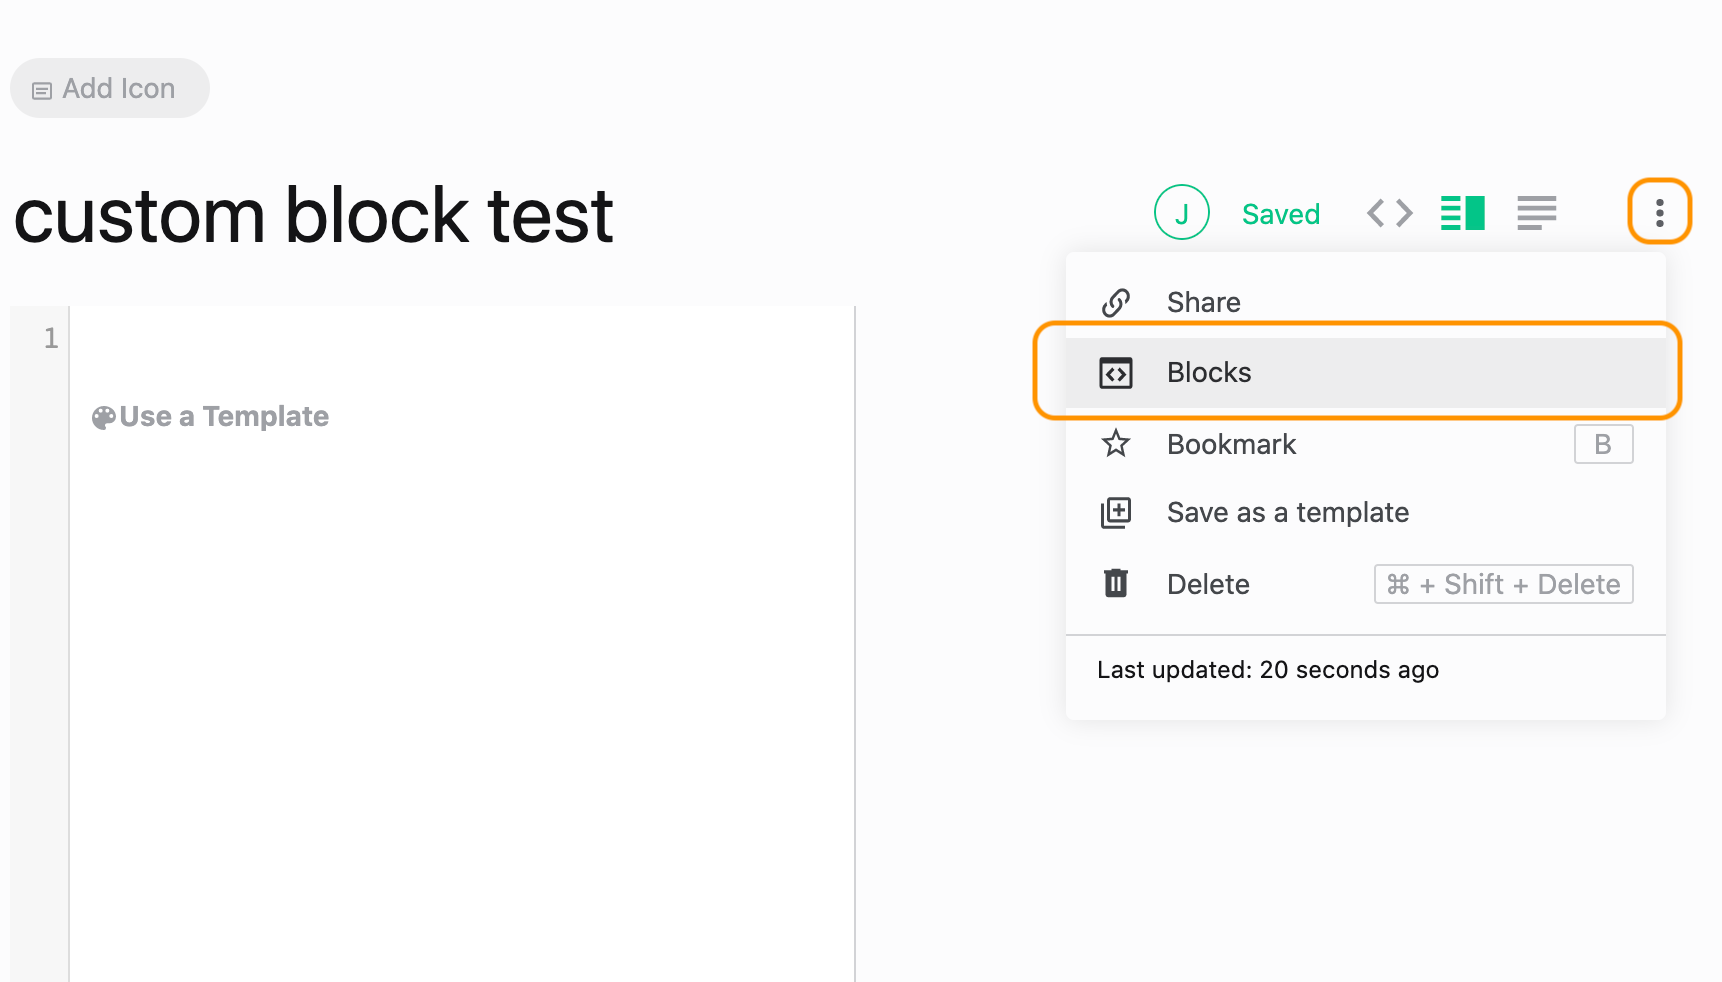 Add Icon
custom block test
J Saved
Share
1
Blocks
Use a Template
Bookmark B
Save as a template
Delete ⌘ + Shift + Delete
Last updated: 20 seconds ago